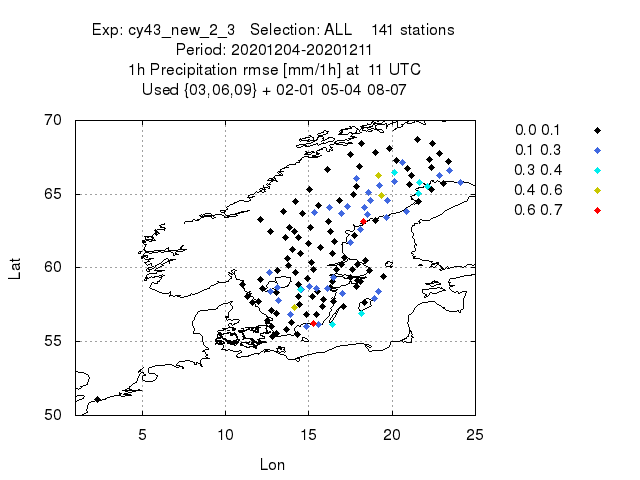 Exp: cy43_new_2_3 Selection: ALL 141 stations
Period: 20201204-20201211
1h Precipitation rmse [mm/1h] at 11 UTC
Used {03,06,09} + 02-01 05-04 08-07
70
65
60
55
50
Lat
5 10 15 20 25
Lon
0.0 0.1
0.1 0.3
0.3 0.4
0.4 0.6
0.6 0.7